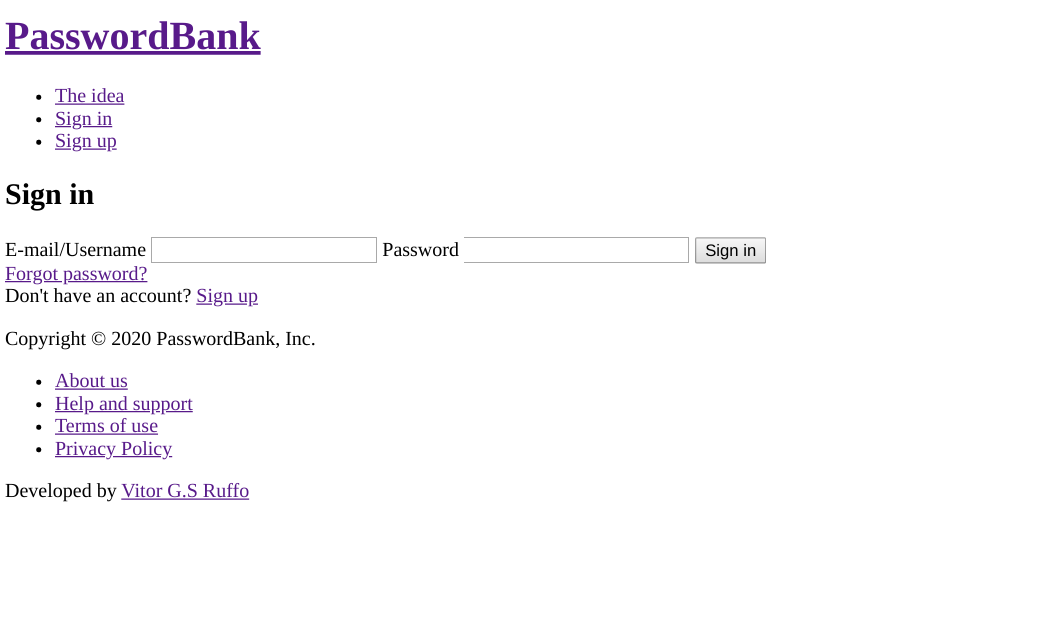 PasswordBank
The idea
Sign in
Sign up
Sign in
E-mail/Username Password Sign in
Forgot password?
Don't have an account? Sign up
Copyright © 2020 PasswordBank, Inc.
About us
Help and support
Terms of use
Privacy Policy
Developed by Vitor G.S Ruffo